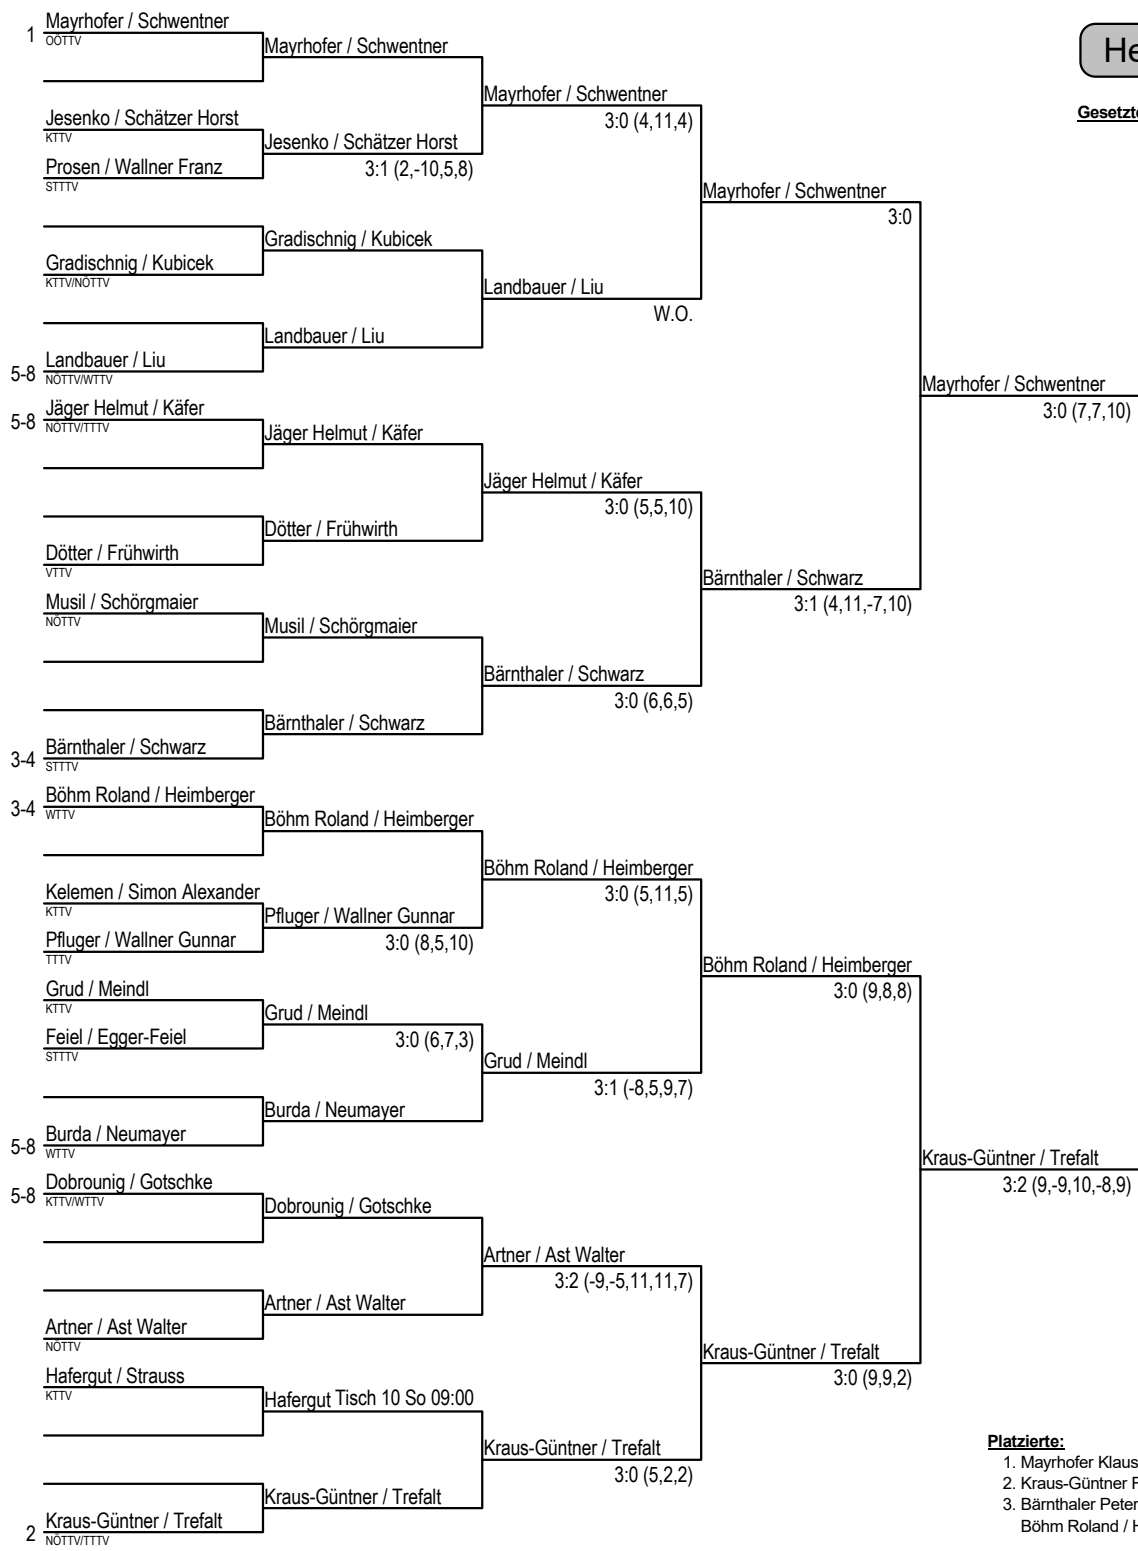 Mayrhofer / Schwentner
1
OÖTTV
Mayrhofer / Schwentner
He
Mayrhofer / Schwentner
3:0 (4,11,4)
Gesetzte
Jesenko / Schätzer Horst
KTTV
Jesenko / Schätzer Horst
3:1 (2,-10,5,8)
Prosen / Wallner Franz
STTTV
Mayrhofer / Schwentner
3:0
Gradischnig / Kubicek
Gradischnig / Kubicek
KTTV/NÖTTV
Landbauer / Liu
W.O.
Landbauer / Liu
Landbauer / Liu
5-8
NÖTTV/WTTV
Mayrhofer / Schwentner
3:0 (7,7,10)
Jäger Helmut / Käfer
5-8
NÖTTV/TTTV
Jäger Helmut / Käfer
Jäger Helmut / Käfer
3:0 (5,5,10)
Dötter / Frühwirth
Dötter / Frühwirth
VTTV
Bärnthaler / Schwarz
3:1 (4,11,-7,10)
Musil / Schörgmaier
NÖTTV
Musil / Schörgmaier
Bärnthaler / Schwarz
3:0 (6,6,5)
Bärnthaler / Schwarz
Bärnthaler / Schwarz
3-4
STTTV
Böhm Roland / Heimberger
3-4
WTTV
Böhm Roland / Heimberger
Böhm Roland / Heimberger
3:0 (5,11,5)
Kelemen / Simon Alexander
KTTV
Pfluger / Wallner Gunnar
3:0 (8,5,10)
Pfluger / Wallner Gunnar
TTTV
Böhm Roland / Heimberger
3:0 (9,8,8)
Grud / Meindl
KTTV
Grud / Meindl
3:0 (6,7,3)
Feiel / Egger-Feiel
STTTV
Grud / Meindl
3:1 (-8,5,9,7)
Burda / Neumayer
Burda / Neumayer
5-8
WTTV
Kraus-Güntner / Trefalt
3:2 (9,-9,10,-8,9)
Dobrounig / Gotschke
5-8
KTTV/WTTV
Dobrounig / Gotschke
Artner / Ast Walter
3:2 (-9,-5,11,11,7)
Artner / Ast Walter
Artner / Ast Walter
NÖTTV
Kraus-Güntner / Trefalt
3:0 (9,9,2)
Hafergut / Strauss
KTTV
Hafergut Tisch 10 So 09:00
Kraus-Güntner / Trefalt
3:0 (5,2,2)
Kraus-Güntner / Trefalt
Kraus-Güntner / Trefalt
2
NÖTTV/TTTV
Platzierte:
1. Mayrhofer Klaus
2. Kraus-Güntner
3. Bärnthaler Peter
Böhm Roland /